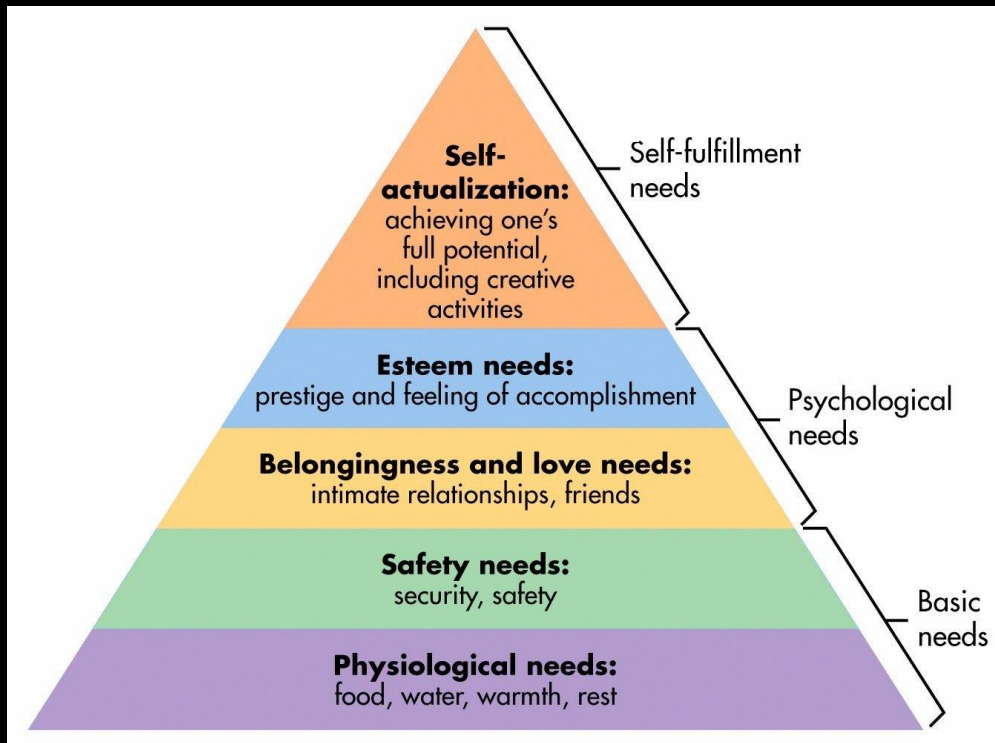 Self-
actualization:
achieving one's
full potential,
including creative
activities
Self-fulfillment
needs
Esteem needs:
prestige and feeling of accomplishment
Psychological
needs
Belongingness and love needs:
intimate relationships, friends
Safety needs:
security, safety
Basic
needs
Physiological needs:
food, water, warmth, rest